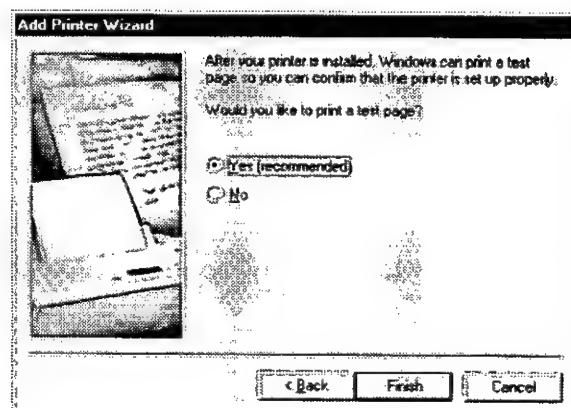 Add Printer Wizard
After your printer is installed, Windows can print a test
page, so you can confirm that the printer is set up properly.
Would you like to print a test page?
Yes (recommended)
No
< Back Finish Cancel